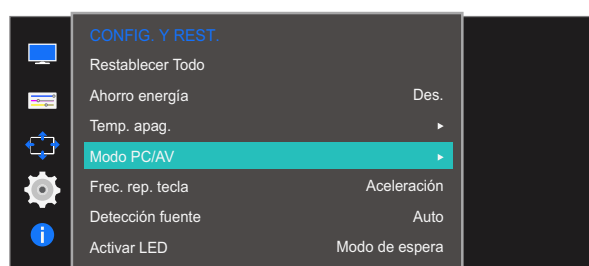 CONFIG. Y REST.
Restablecer Todo
Ahorro energía Des.
Temp. apag.
Modo PC/AV
Frec. rep. tecla Aceleración
Detección fuente Auto
Activar LED Modo de espera